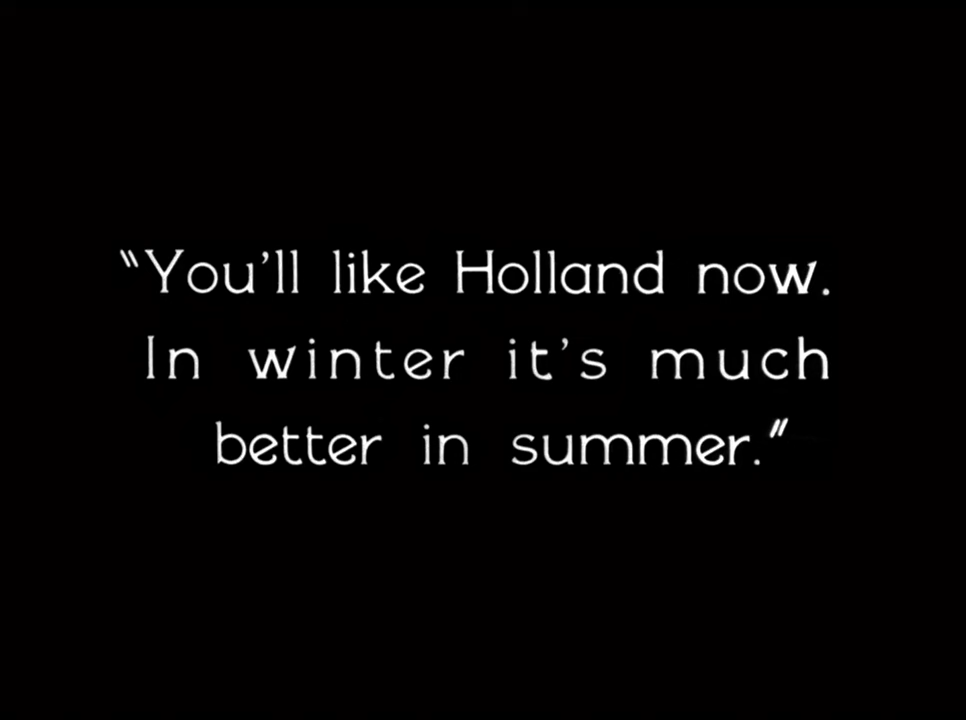 “You’ll like Holland now.
In winter it’s much
better in summer.”